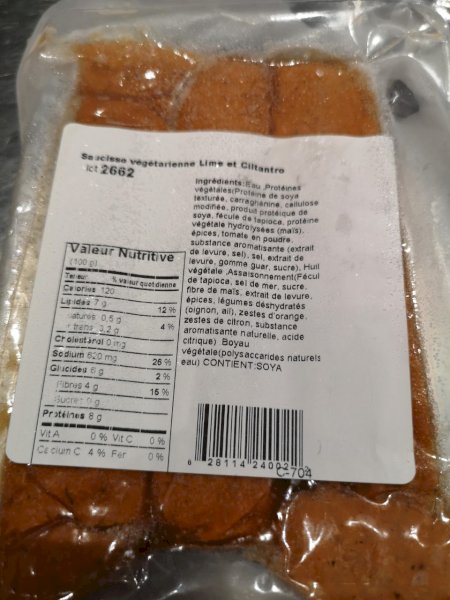 Saucisse végétarienne Lime et Ciltantro
lot 2662
Ingrédients:Eau ,Protéines
végétales(Protéine de soya
texturée, carraghénine, cellulose
modifiée, produit protéique de
soya, fécule de tapioca, protéine
végétale hydrolysées (maïs),
épices, tomate en poudre,
substance aromatisante (extrait
de levure, sel), sel, extrait de
levure, gomme guar, sucre), Huil
végétale ,Assaisonnement(Fécul
de tapioca, sel de mer, sucre,
fibre de maïs, extrait de levure,
épices, légumes déshydratés
(oignon, ail), zestes d'orange,
zestes de citron, substance
aromatisante naturelle, acide
citrique) Boyau
végétale(polysaccarides naturels
eau) CONTIENT:SOYA
Valeur Nutritive
(100 g)
Teneur % valeur quotidienne
Calories 120
Lipides 7 g 12 %
saturés 0,5 g 4 %
+ trans 3,2 g
Cholestérol 0 mg
Sodium 620 mg 26 %
Glucides 6 g 2 %
Fibres 4 g 15 %
Sucres 0 g
Protéines 8 g
Vit A 0 % Vit C 0 %
Calcium C 4 % Fer 0 %
6 28114 24002
C-704